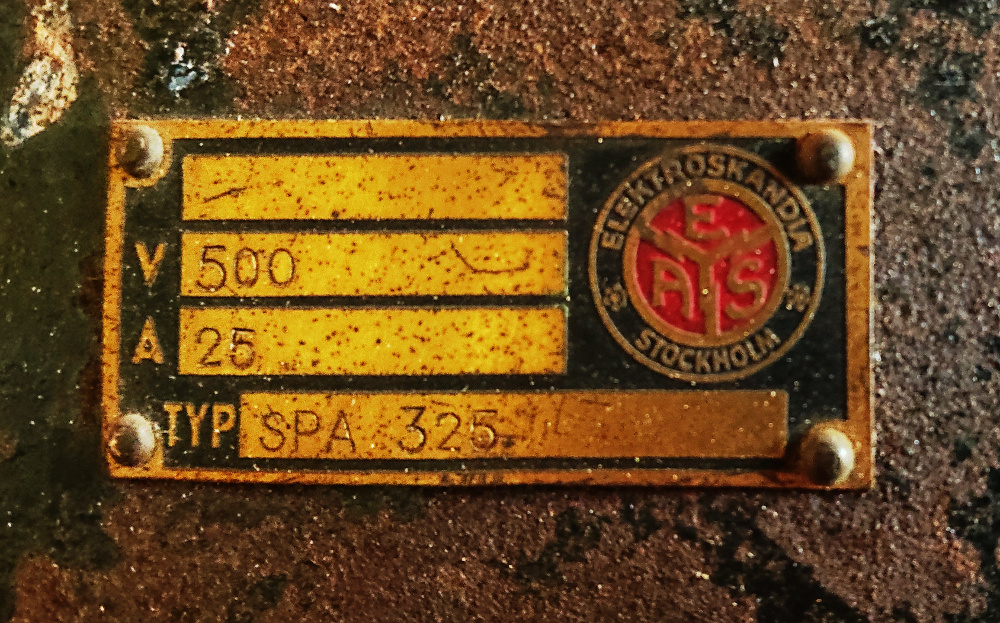 V 500
A 25
TYP SPA 325
ELEKTROSKANDIA
E
A S
STOCKHOLM